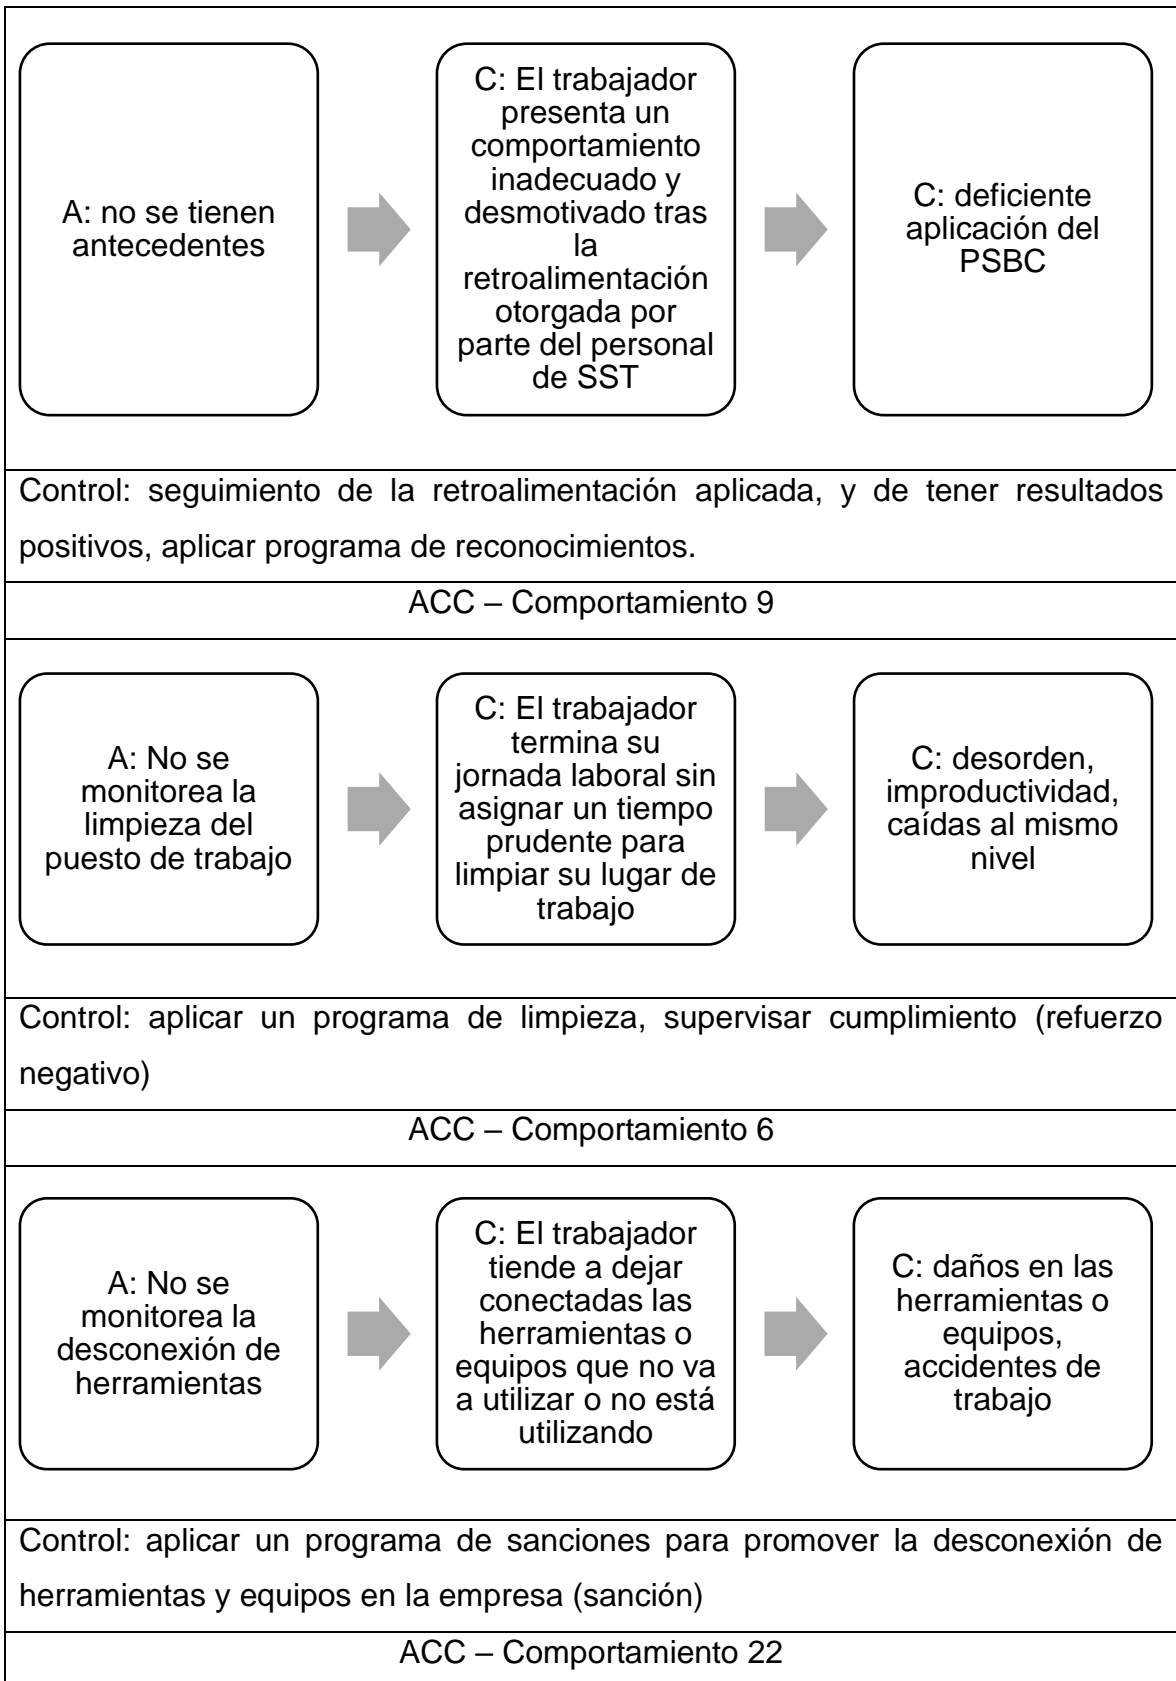 A: no se tienen
antecedentes
C: El trabajador
presenta un
comportamiento
inadecuado y
desmotivado tras
la
retroalimentación
otorgada por
parte del personal
de SST
C: deficiente
aplicación del
PSBC
Control: seguimiento de la retroalimentación aplicada, y de tener resultados
positivos, aplicar programa de reconocimientos.
ACC – Comportamiento 9
A: No se
monitorea la
limpieza del
puesto de trabajo
C: El trabajador
termina su
jornada laboral sin
asignar un tiempo
prudente para
limpiar su lugar de
trabajo
C: desorden,
improductividad,
caídas al mismo
nivel
Control: aplicar un programa de limpieza, supervisar cumplimiento (refuerzo
negativo)
ACC – Comportamiento 6
A: No se
monitorea la
desconexión de
herramientas
C: El trabajador
tiende a dejar
conectadas las
herramientas o
equipos que no va
a utilizar o no está
utilizando
C: daños en las
herramientas o
equipos,
accidentes de
trabajo
Control: aplicar un programa de sanciones para promover la desconexión de
herramientas y equipos en la empresa (sanción)
ACC – Comportamiento 22